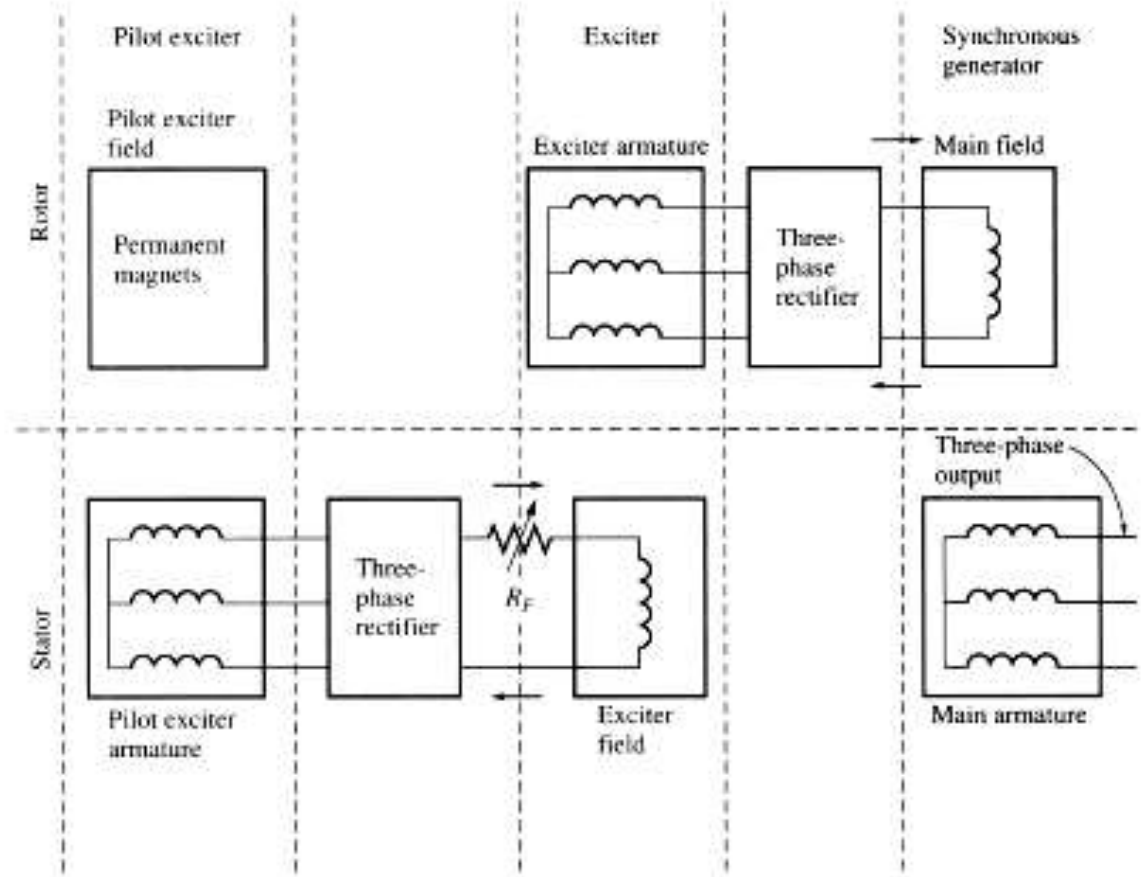 Pilot exciter
Exciter
Synchronous
generator
Pilot exciter
field
Exciter armature
Main field
Rotor
Permanent
magnets
Three-
phase
rectifier
Three-phase
output
Stator
Three-
phase
rectifier
R_F
Pilot exciter
armature
Exciter
field
Main armature